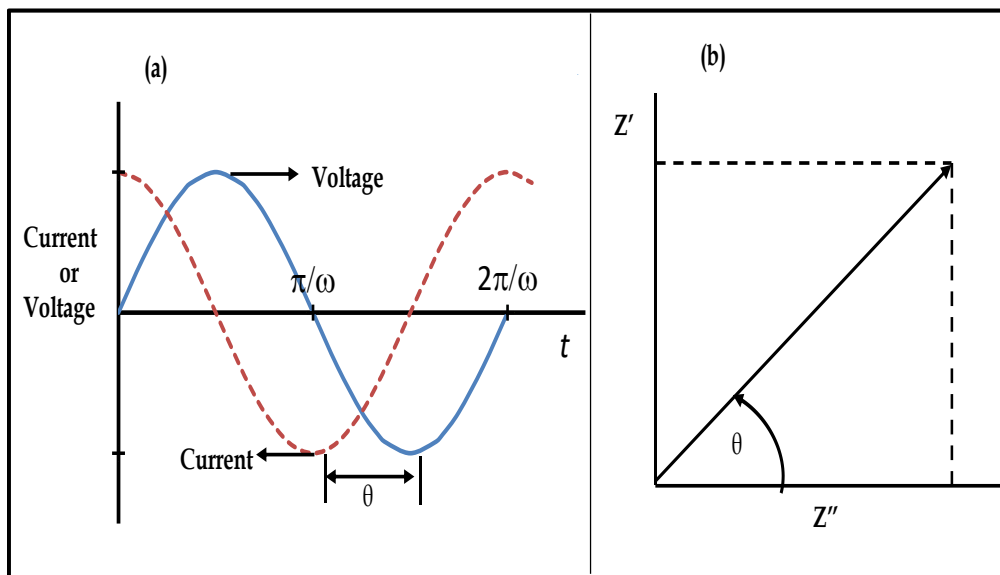 (a)
Voltage
Current
or
Voltage
π/ω
2π/ω
t
Current
θ
(b)
Z′
θ
Z″